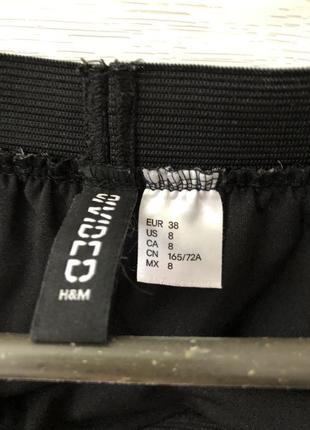 DIVIDED
H&M
EUR 38
US 8
CA 8
CN 165/72A
MX 8